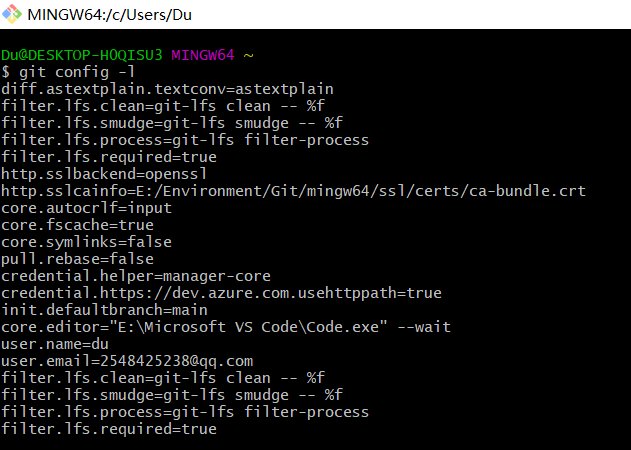 MINGW64:/c/Users/Du
Du@DESKTOP-H0QISU3 MINGW64 ~
$ git config -l
diff.astextplain.textconv=astextplain
filter.lfs.clean=git-lfs clean -- %f
filter.lfs.smudge=git-lfs smudge -- %f
filter.lfs.process=git-lfs filter-process
filter.lfs.required=true
http.sslbackend=openssl
http.sslcainfo=E:/Environment/Git/mingw64/ssl/certs/ca-bundle.crt
core.autocrlf=input
core.fscache=true
core.symlinks=false
pull.rebase=false
credential.helper=manager-core
credential.https://dev.azure.com.usehttppath=true
init.defaultbranch=main
core.editor="E:\Microsoft VS Code\Code.exe" --wait
user.name=du
user.email=2548425238@qq.com
filter.lfs.clean=git-lfs clean -- %f
filter.lfs.smudge=git-lfs smudge -- %f
filter.lfs.process=git-lfs filter-process
filter.lfs.required=true